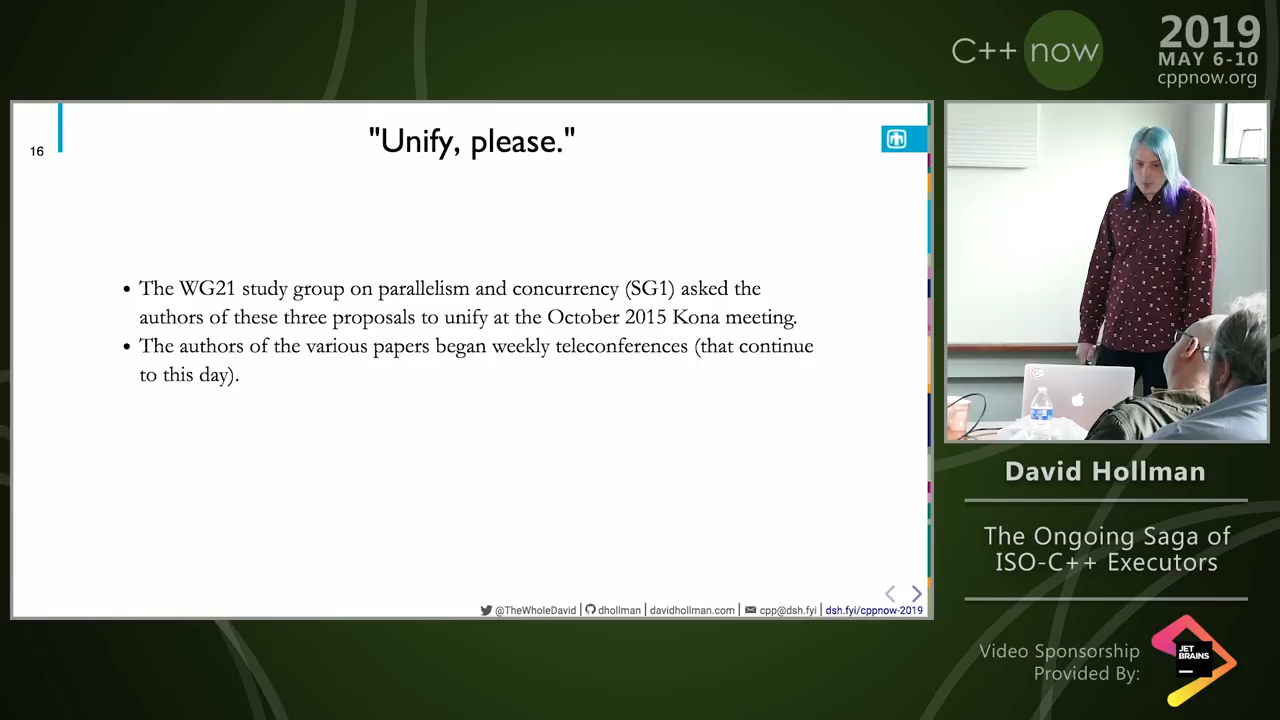 C++ now
2019
MAY 6-10
cppnow.org
16
"Unify, please."
• The WG21 study group on parallelism and concurrency (SG1) asked the
authors of these three proposals to unify at the October 2015 Kona meeting.
• The authors of the various papers began weekly teleconferences (that continue
to this day).
@TheWholeDavid | dhollman | davidhollman.com | cpp@dsh.fyi | dsh.fyi/cppnow-2019
David Hollman
The Ongoing Saga of
ISO-C++ Executors
Video Sponsorship
Provided By:
JET
BRAINS